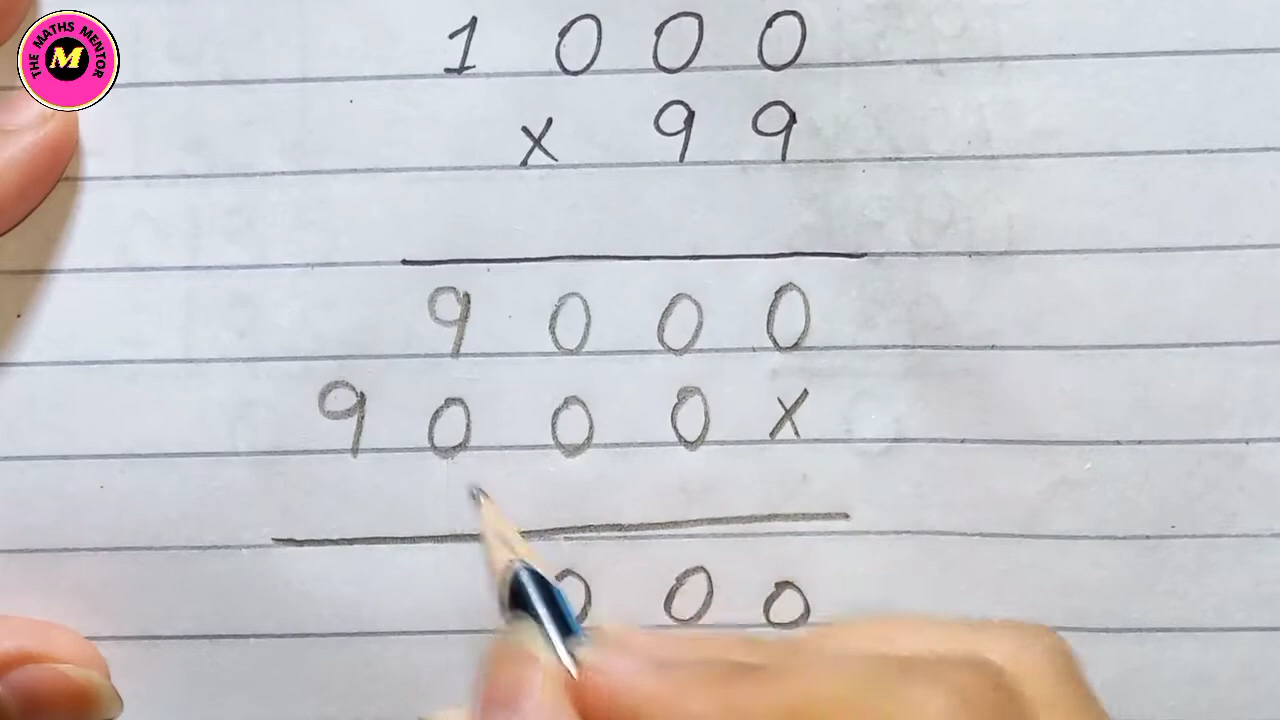 THE MATHS MENTOR
M
1 0 0 0
x 9 9
9 0 0 0
9 0 0 0 x
0 0 0